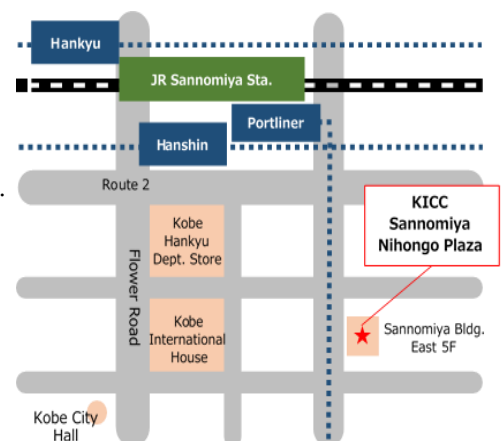 Hankyu
JR Sannomiya Sta.
Portliner
Hanshin
.
Route 2
KICC
Sannomiya
Nihongo Plaza
Kobe
Hankyu
Dept. Store
Flower Road
Kobe
International
House
Sannomiya Bldg.
East 5F
Kobe City
Hall